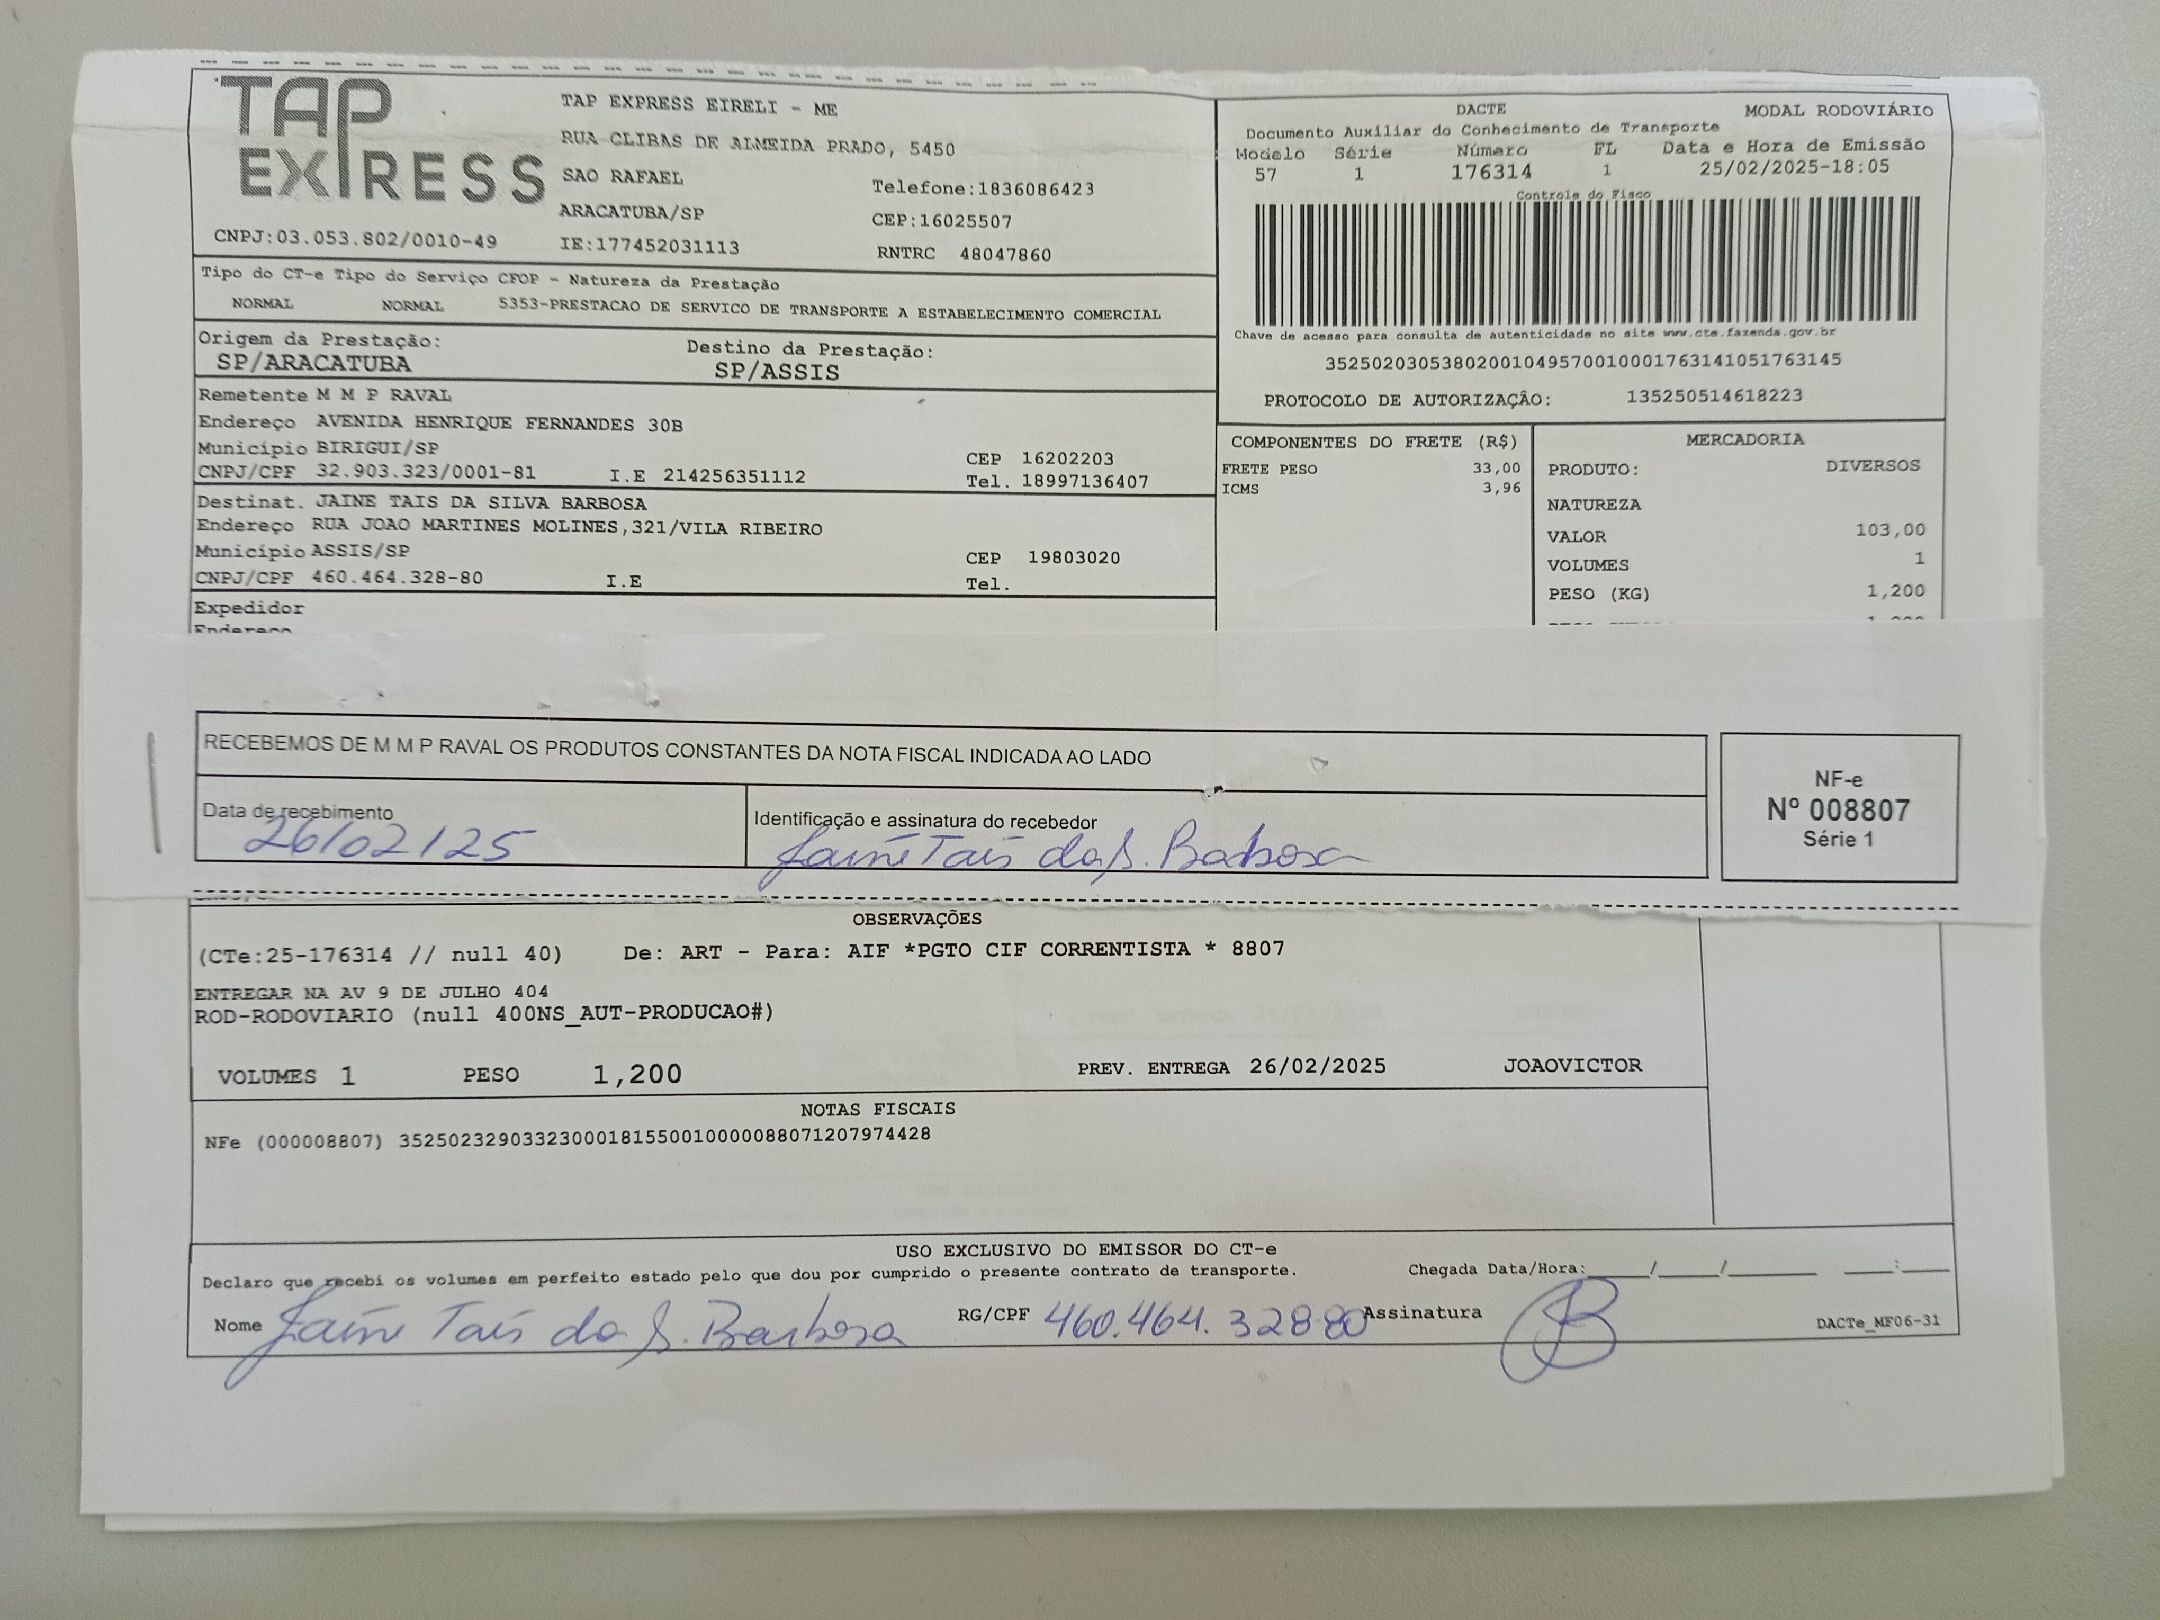 TAP EXPRESS
TAP EXPRESS EIRELI - ME
RUA CLIBAS DE ALMEIDA PRADO, 5450
SAO RAFAEL
Telefone:1836086423
ARACATUBA/SP
CEP:16025507
CNPJ:03.053.802/0010-49
IE:177452031113
RNTRC 48047860
DACTE MODAL RODOVIÁRIO
Documento Auxiliar do Conhecimento de Transporte
Modelo Série Número FL Data e Hora de Emissão
57 1 176314 1 25/02/2025-18:05
Controle do Fisco
Chave de acesso para consulta de autenticidade no site www.cte.fazenda.gov.br
35250203053802001049570010001763141051763145
PROTOCOLO DE AUTORIZAÇÃO: 135250514618223
Tipo do CT-e Tipo do Serviço CFOP - Natureza da Prestação
NORMAL NORMAL 5353-PRESTACAO DE SERVICO DE TRANSPORTE A ESTABELECIMENTO COMERCIAL
Origem da Prestação: Destino da Prestação:
SP/ARACATUBA SP/ASSIS
Remetente M M P RAVAL
Endereço AVENIDA HENRIQUE FERNANDES 30B
Município BIRIGUI/SP CEP 16202203
CNPJ/CPF 32.903.323/0001-81 I.E 214256351112 Tel. 18997136407
Destinat. JAINE TAIS DA SILVA BARBOSA
Endereço RUA JOAO MARTINES MOLINES,321/VILA RIBEIRO
Município ASSIS/SP CEP 19803020
CNPJ/CPF 460.464.328-80 I.E Tel.
Expedidor
Endereço
COMPONENTES DO FRETE (R$)
FRETE PESO 33,00
ICMS 3,96
MERCADORIA
PRODUTO: DIVERSOS
NATUREZA
VALOR 103,00
VOLUMES 1
PESO (KG) 1,200
RECEBEMOS DE M M P RAVAL OS PRODUTOS CONSTANTES DA NOTA FISCAL INDICADA AO LADO
Data de recebimento
26/02/25
Identificação e assinatura do recebedor
Jaine Tais da S. Barbosa
NF-e
Nº 008807
Série 1
OBSERVAÇÕES
(CTe:25-176314 // null 40) De: ART - Para: AIF *PGTO CIF CORRENTISTA * 8807
ENTREGAR NA AV 9 DE JULHO 404
ROD-RODOVIARIO (null 400NS_AUT-PRODUCAO#)
VOLUMES 1 PESO 1,200 PREV. ENTREGA 26/02/2025 JOAOVICTOR
NOTAS FISCAIS
NFe (000008807) 35250232903323000181550010000088071207974428
USO EXCLUSIVO DO EMISSOR DO CT-e
Declaro que recebi os volumes em perfeito estado pelo que dou por cumprido o presente contrato de transporte. Chegada Data/Hora:____/____/______ ____:____
Nome Jaine Tais da S. Barbosa RG/CPF 460.464.328-80 Assinatura
DACTe_MF06-31